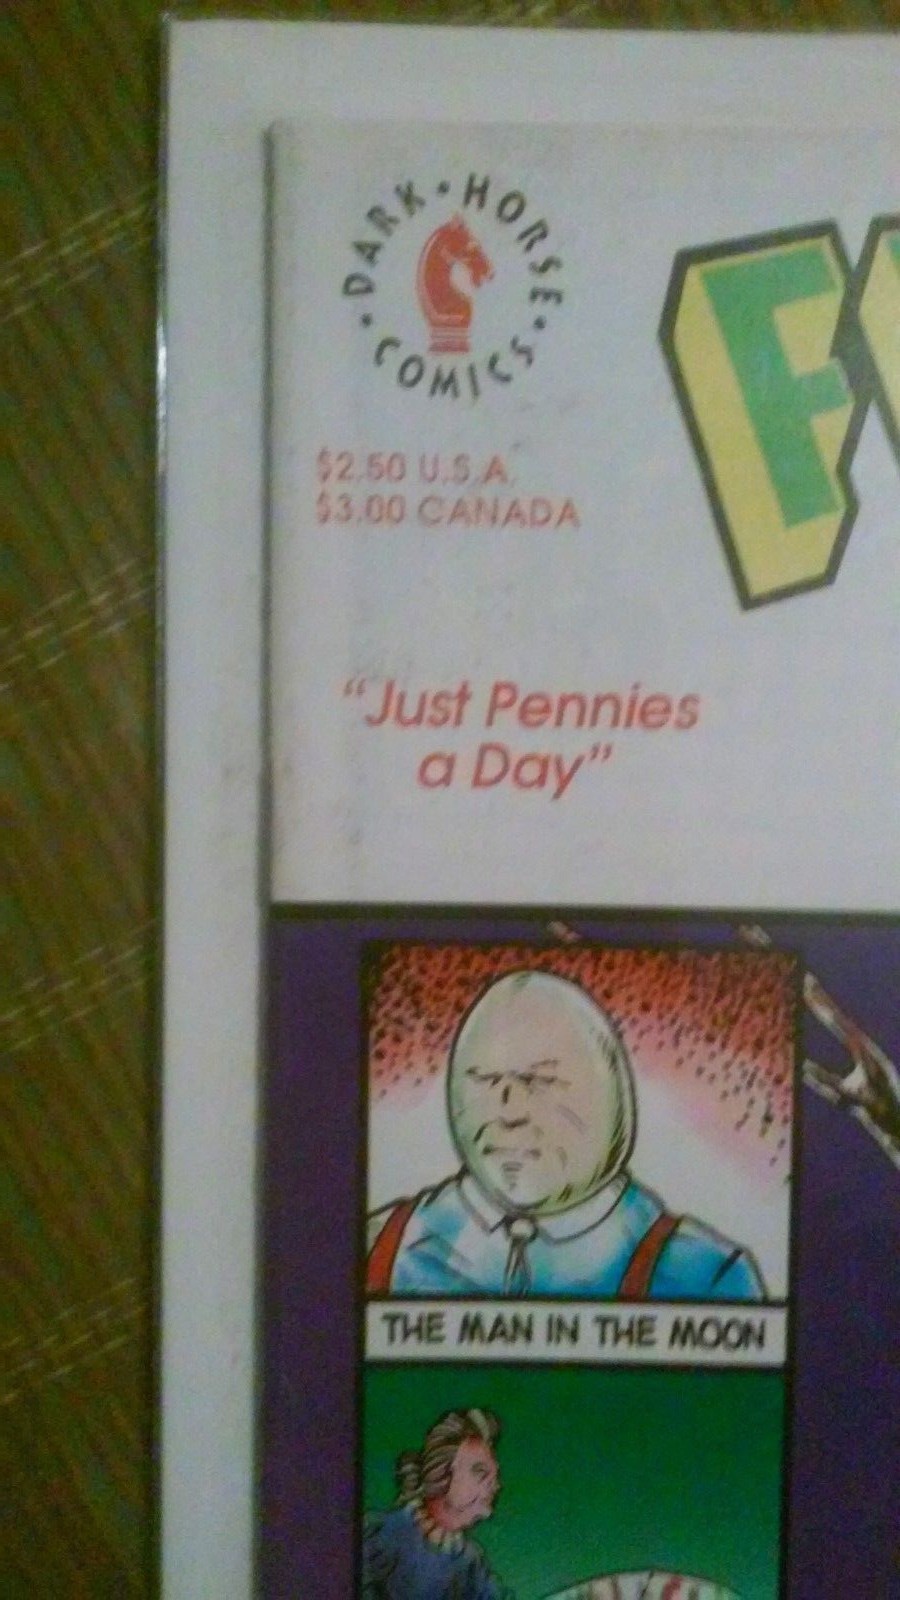 DARK • HORSE • COMICS •
$2.50 U.S.A.
$3.00 CANADA
F
"Just Pennies
a Day"
THE MAN IN THE MOON